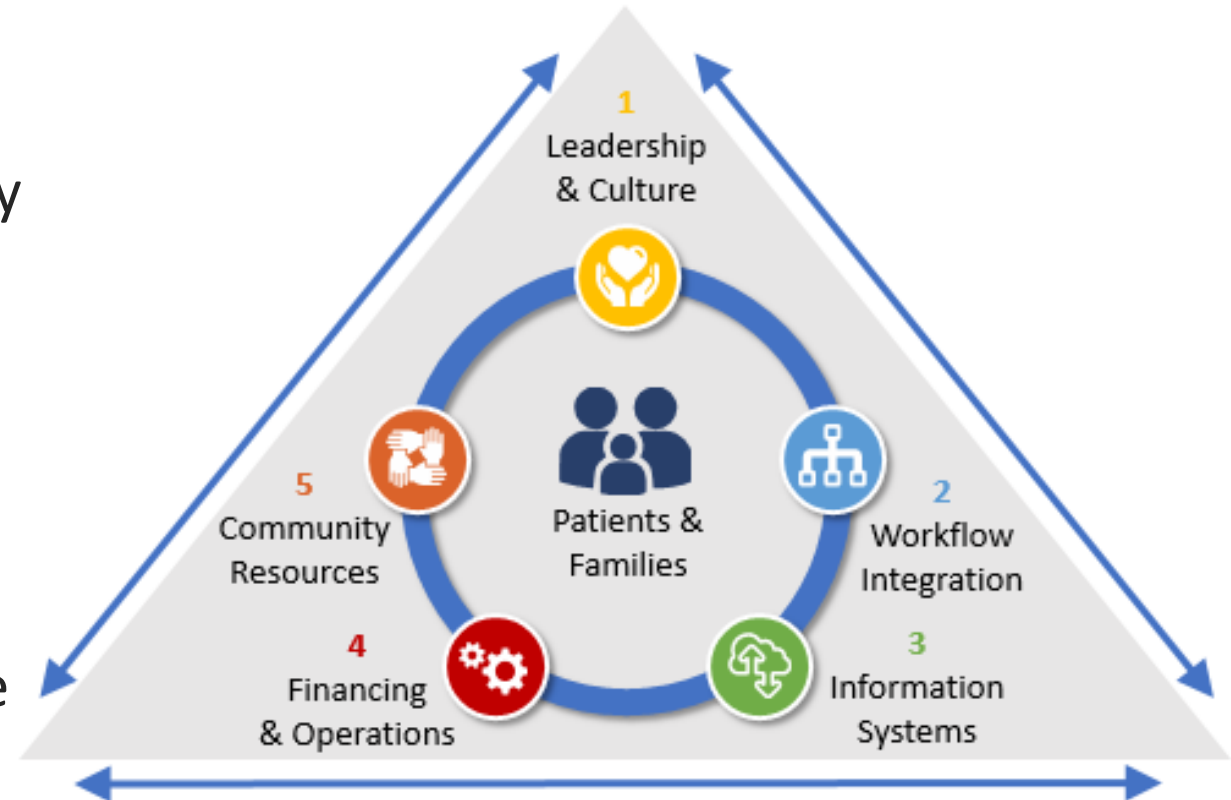 y
e
1
Leadership
& Culture
5
Community
Resources
Patients &
Families
2
Workflow
Integration
4
Financing
& Operations
3
Information
Systems